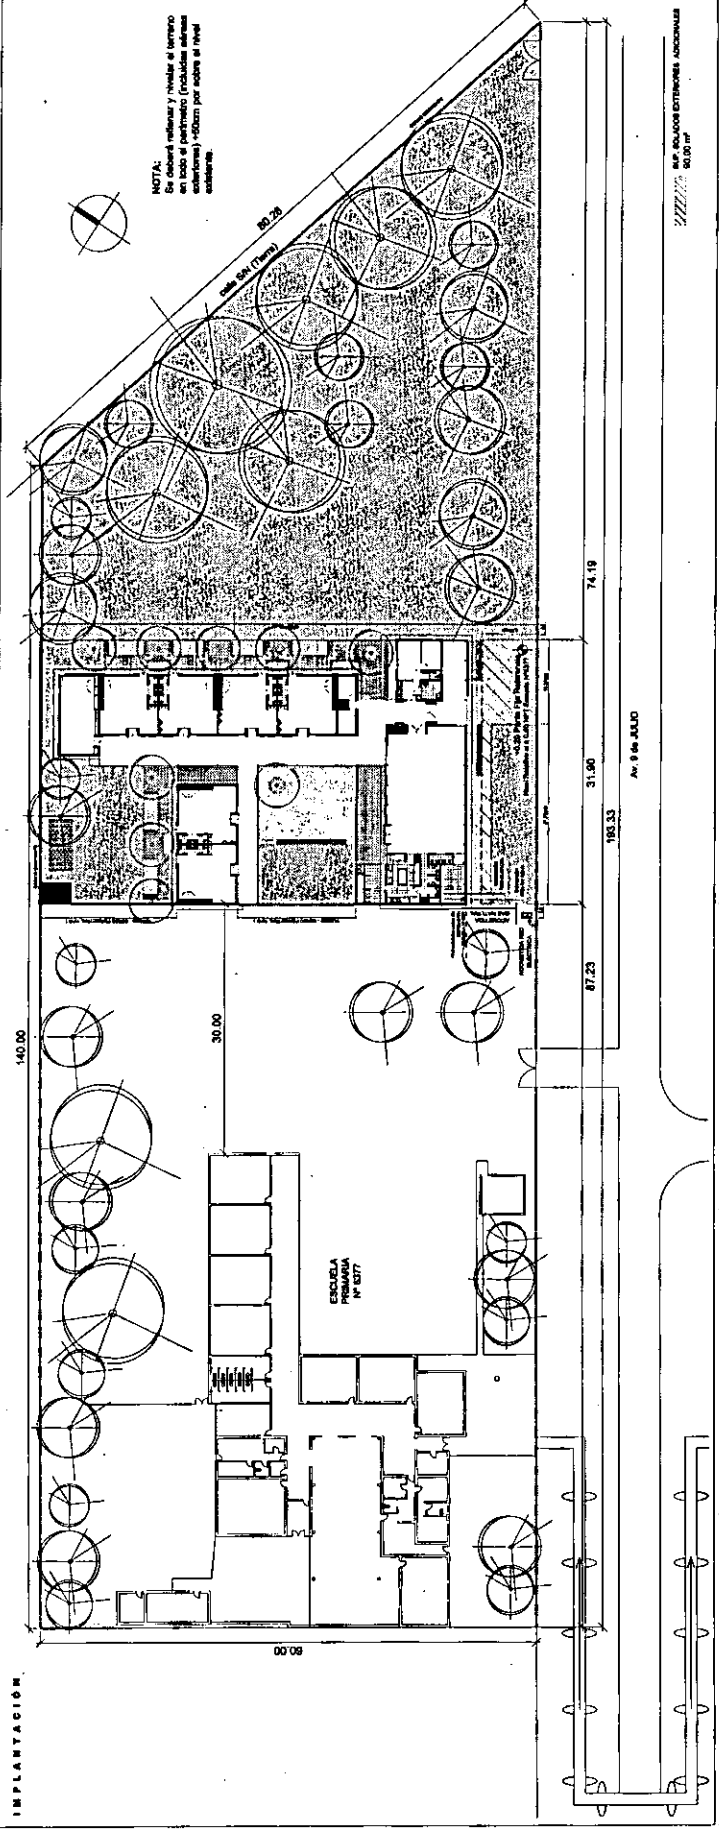 IMPLANTACIÓN
NOTA:
Se deberá rellenar y nivelar el terreno
en todo el perímetro (incluidas aéreas
exteriores) +50cm por sobre el nivel
existente.
140.00
80.28
calle S/N (Tierra)
30.00
60.00
ESCUELA
PRIMARIA
Nº 6377
87.23
31.90
74.19
193.33
Av. 9 de JULIO
SUP. SOLADOS EXTERIORES ADICIONALES
90.00 m²